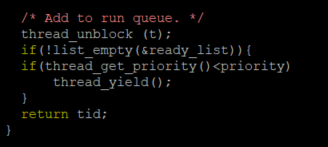 /* Add to run queue. */
thread_unblock (t);
if(!list_empty(&ready_list)){
if(thread_get_priority()<priority)
thread_yield();
}
return tid;
}